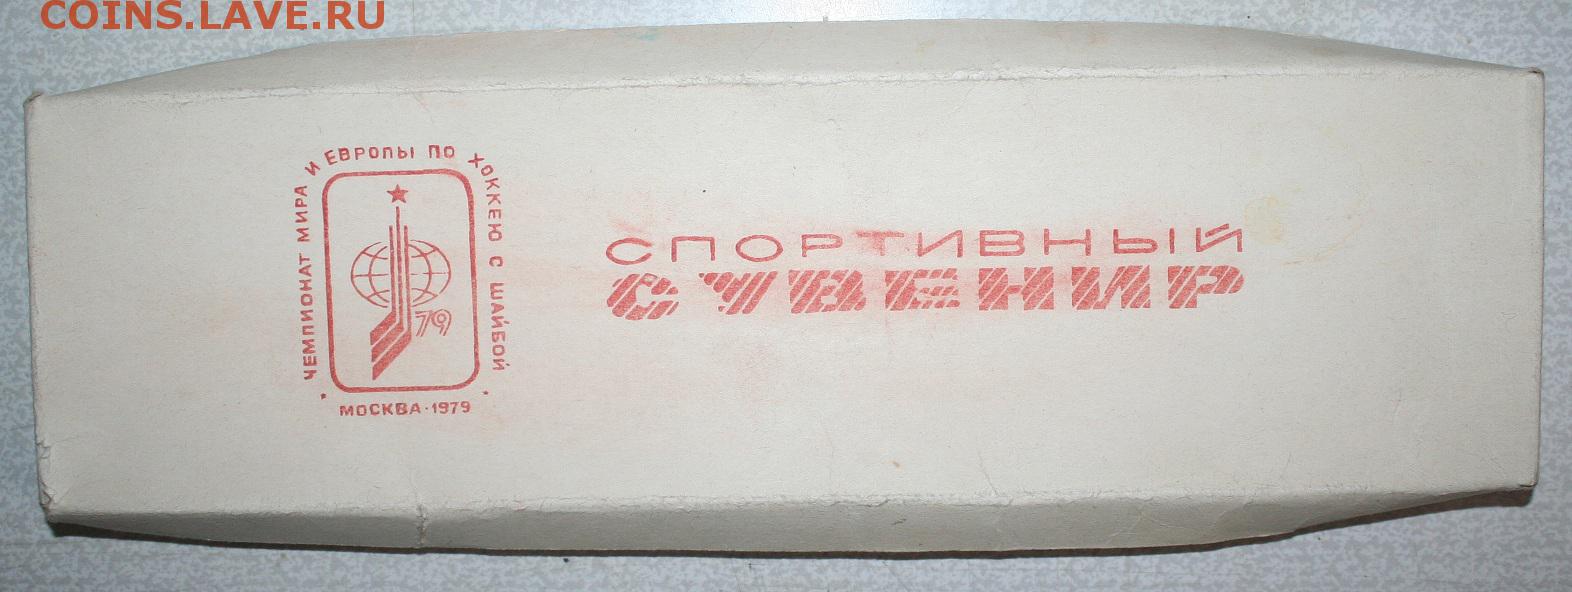 COINS.LAVE.RU
ЧЕМПИОНАТ МИРА И ЕВРОПЫ ПО ХОККЕЮ С ШАЙБОЙ
79
· МОСКВА·1979 ·
СПОРТИВНЫЙ
СУВЕНИР